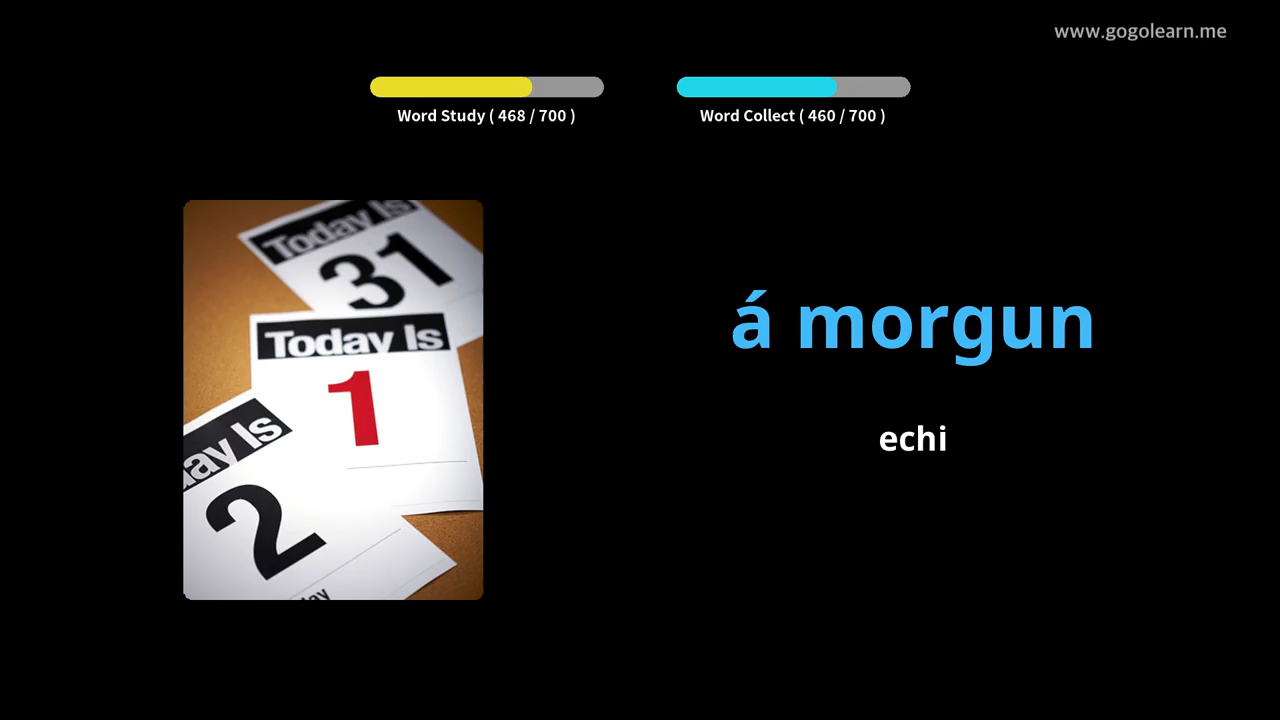 www.gogolearn.me
Word Study ( 468 / 700 )
Word Collect ( 460 / 700 )
Today Is
31
Today Is
1
ay Is
2
á morgun
echi